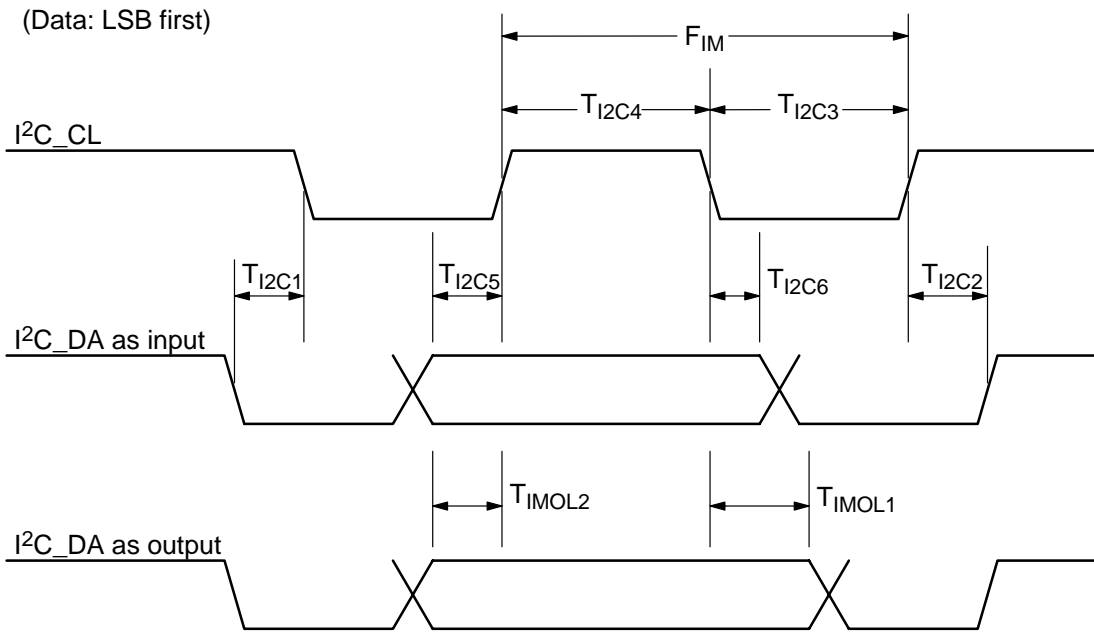 (Data: LSB first)
F_IM
T_I2C4
T_I2C3
I²C_CL
T_I2C1
T_I2C5
T_I2C6
T_I2C2
I²C_DA as input
T_IMOL2
T_IMOL1
I²C_DA as output